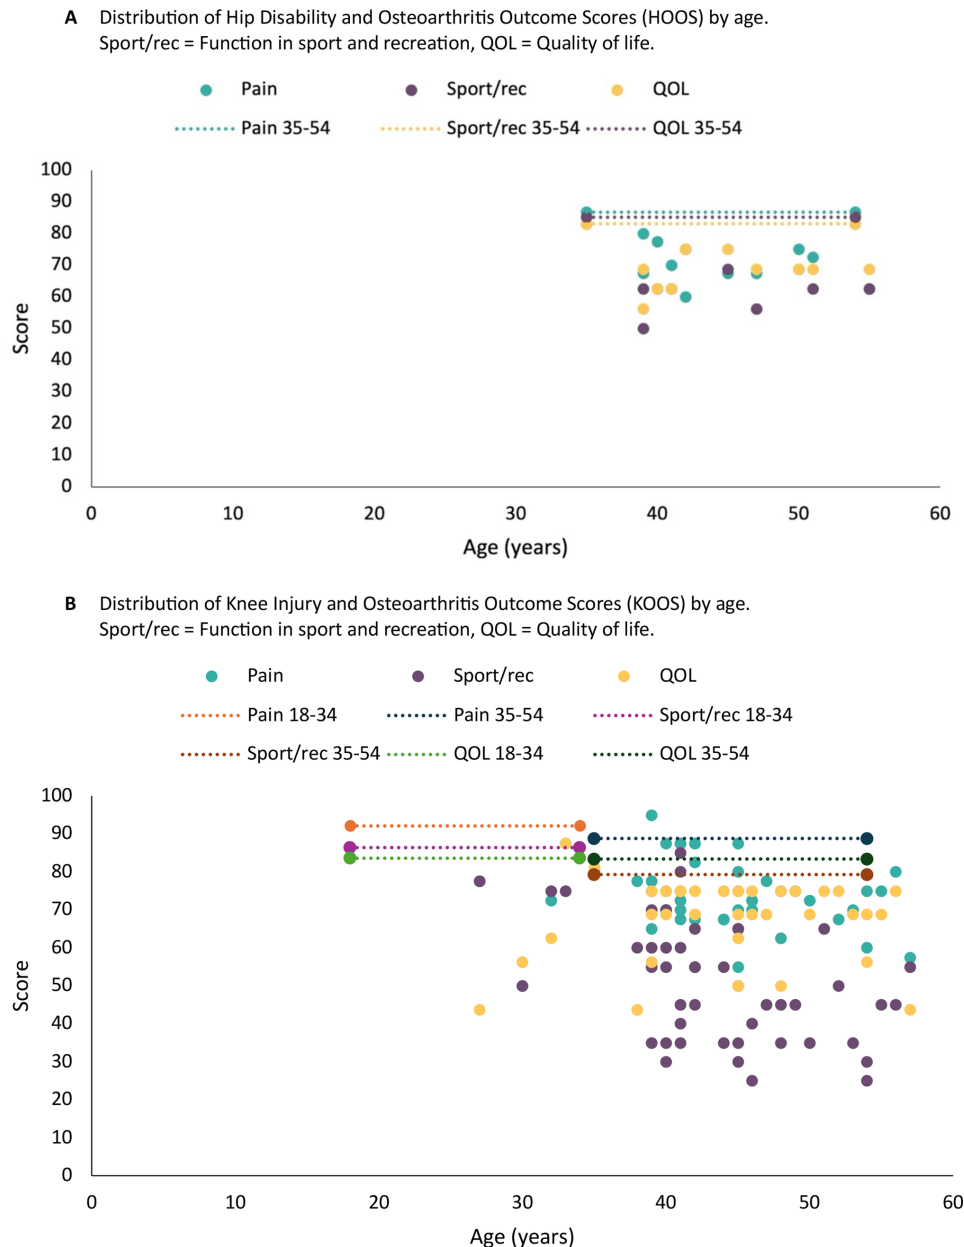 A Distribution of Hip Disability and Osteoarthritis Outcome Scores (HOOS) by age.
Sport/rec = Function in sport and recreation, QOL = Quality of life.
Pain Sport/rec QOL
Pain 35-54 Sport/rec 35-54 QOL 35-54
100
90
80
70
60
50
40
30
20
10
0
Score
0 10 20 30 40 50 60
Age (years)
B Distribution of Knee Injury and Osteoarthritis Outcome Scores (KOOS) by age.
Sport/rec = Function in sport and recreation, QOL = Quality of life.
Pain Sport/rec QOL
Pain 18-34 Pain 35-54 Sport/rec 18-34
Sport/rec 35-54 QOL 18-34 QOL 35-54
100
90
80
70
60
50
40
30
20
10
0
Score
0 10 20 30 40 50 60
Age (years)